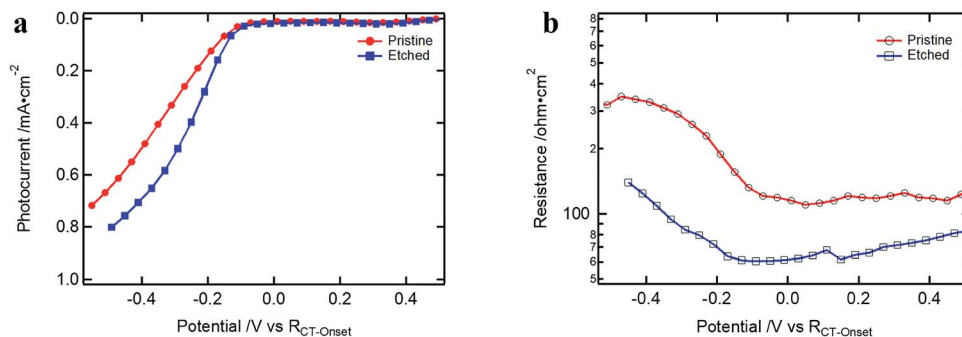 a
0.0
0.2
0.4
0.6
0.8
1.0
Photocurrent /mA•cm-2
Pristine
Etched
-0.4
-0.2
0.0
0.2
0.4
Potential /V vs RCT-Onset
b
8
6
5
4
3
2
100
8
7
6
5
Resistance /ohm•cm2
Pristine
Etched
-0.4
-0.2
0.0
0.2
0.4
Potential /V vs RCT-Onset